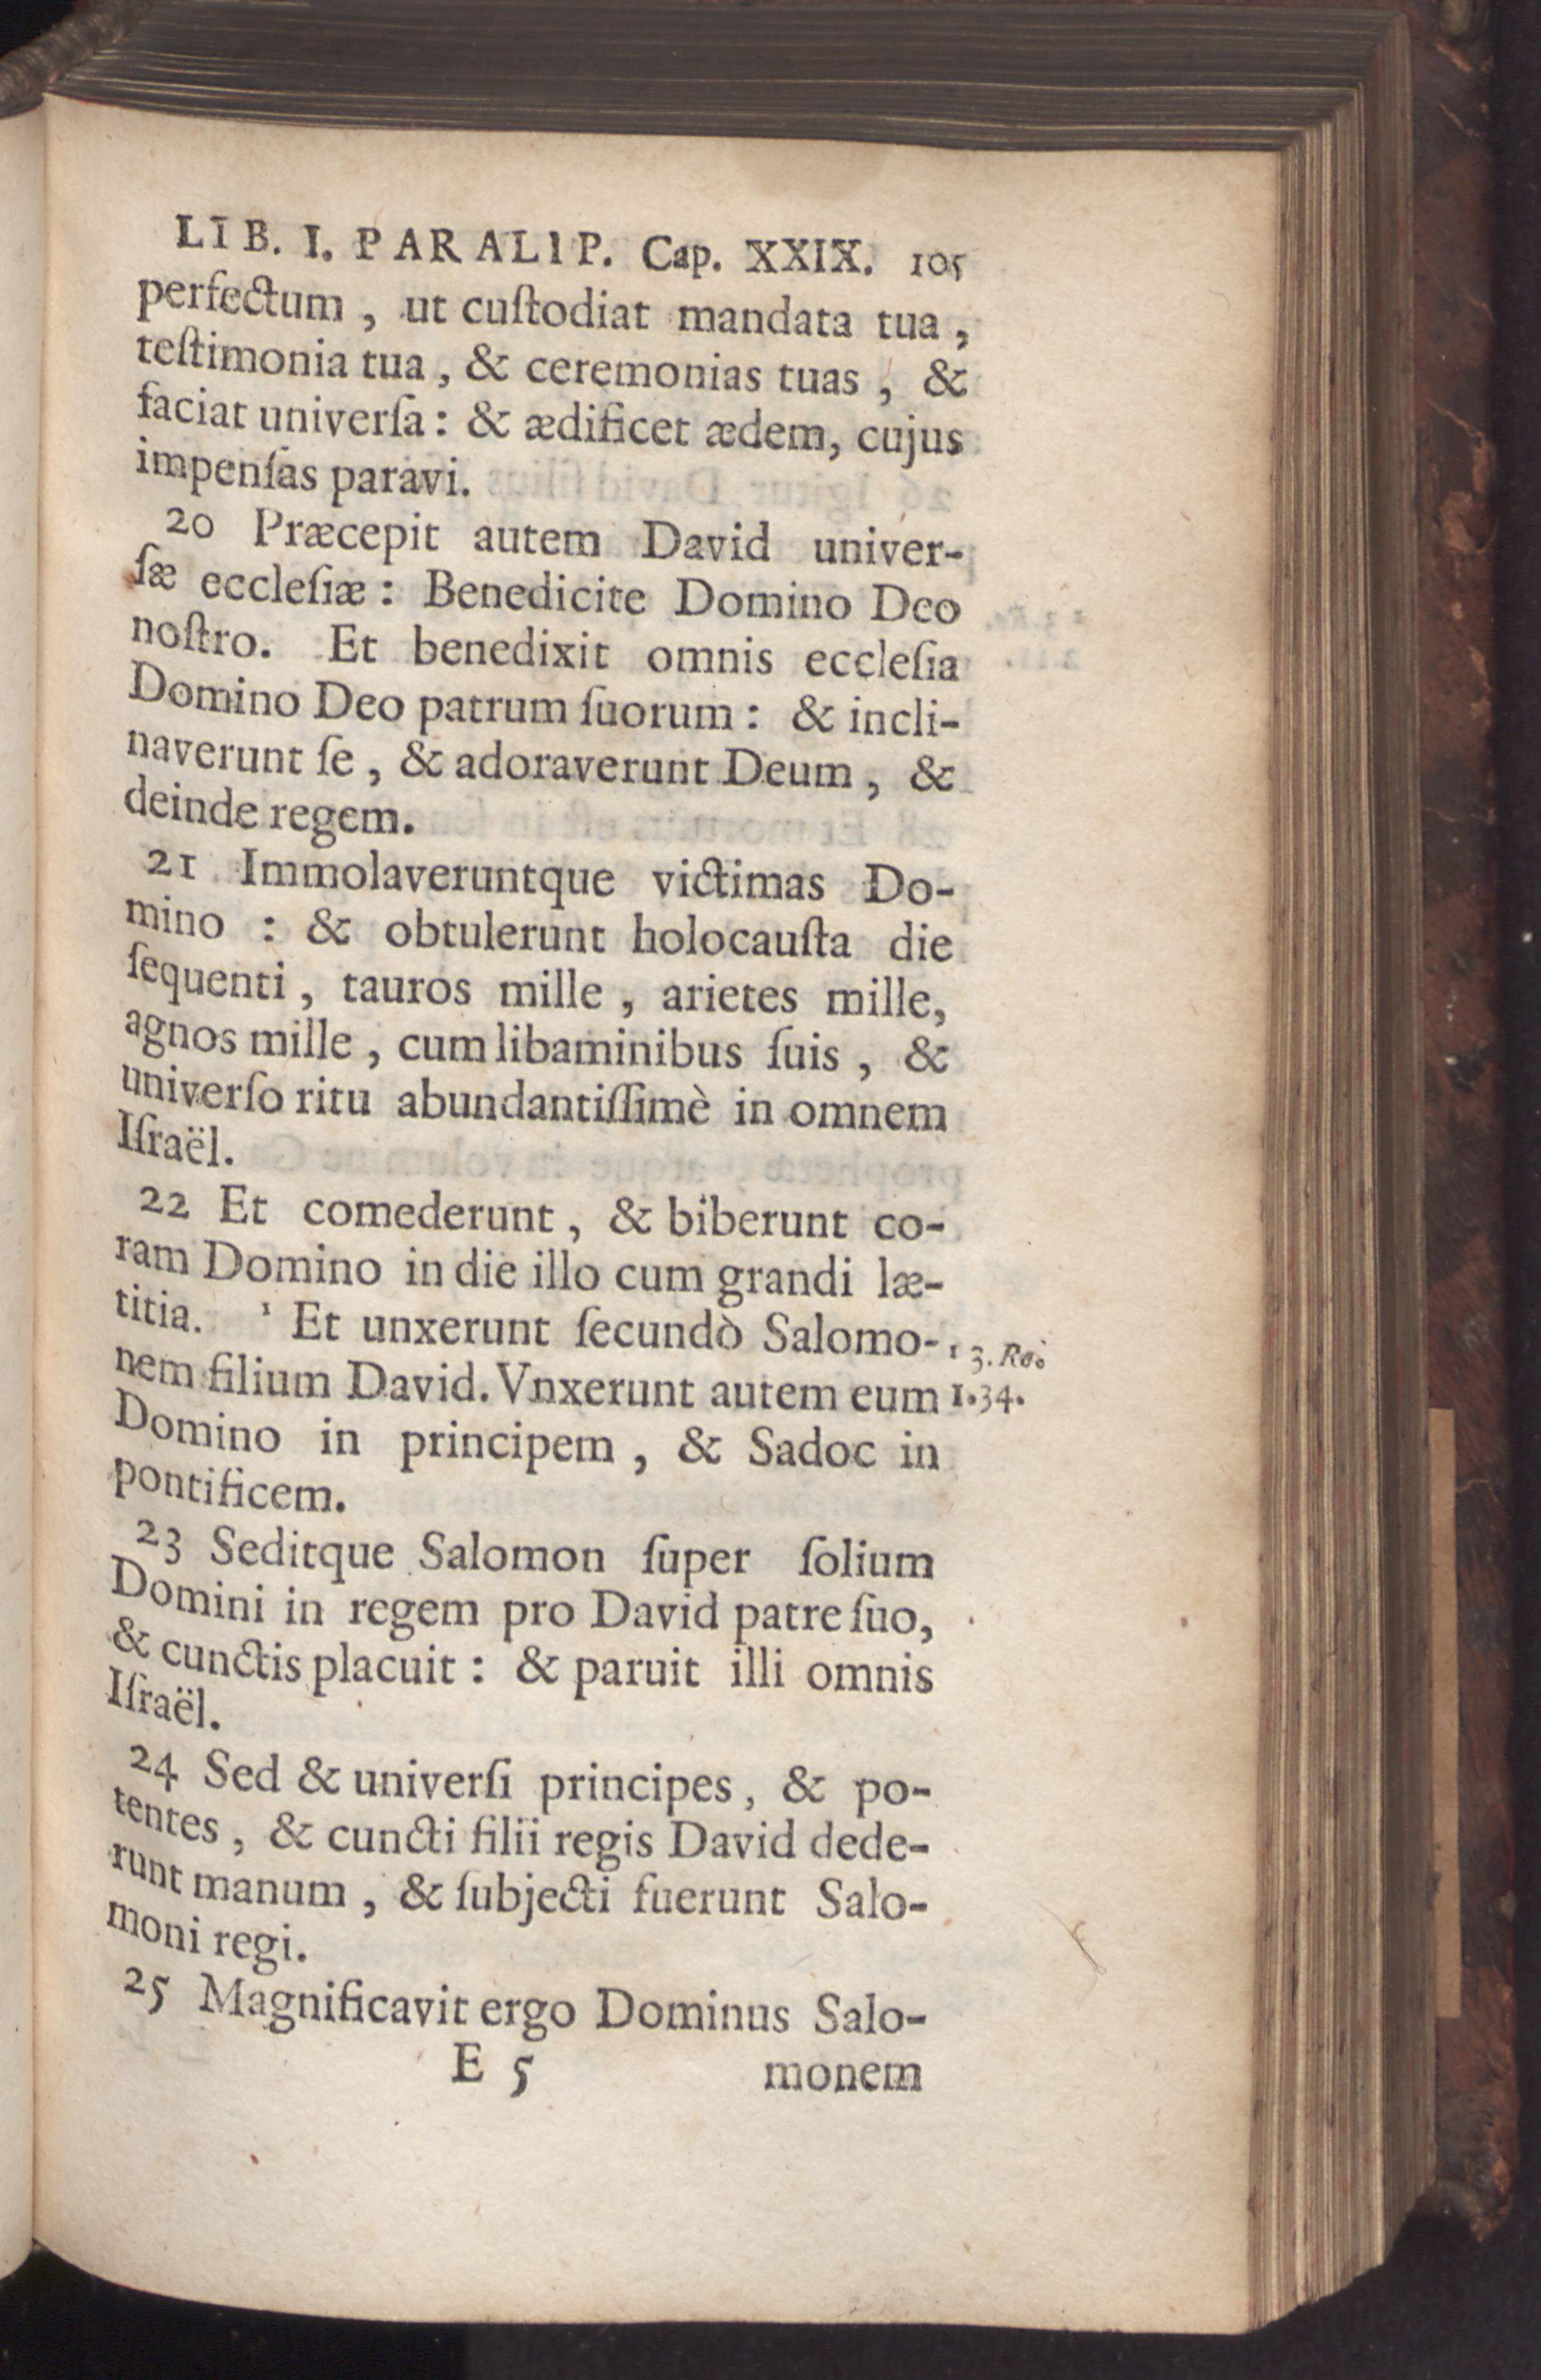 LIB. I. PARALIP. Cap. XXIX. 105
perfectum, ut cuſtodiat mandata tua,
teſtimonia tua, & ceremonias tuas, &
faciat univerſa: & ædificet ædem, cujus
impenſas paravi.
20 Præcepit autem David univer-
ſæ eccleſiæ: Benedicite Domino Deo
noſtro. Et benedixit omnis eccleſia
Domino Deo patrum ſuorum: & incli-
naverunt ſe, & adoraverunt Deum, &
deinde regem.
21 Immolaveruntque victimas Do-
mino : & obtulerunt holocauſta die
ſequenti, tauros mille, arietes mille,
agnos mille, cum libaminibus ſuis, &
univerſo ritu abundantiſſimè in omnem
Iſraël.
22 Et comederunt, & biberunt co-
ram Domino in die illo cum grandi læ-
titia. ¹ Et unxerunt ſecundò Salomo-
nem filium David. Vnxerunt autem eum
Domino in principem, & Sadoc in
pontificem.
1 3. Re.
1.34.
23 Seditque Salomon ſuper ſolium
Domini in regem pro David patre ſuo,
& cunctis placuit: & paruit illi omnis
Iſraël.
24 Sed & univerſi principes, & po-
tentes, & cuncti filii regis David dede-
runt manum, & ſubjecti fuerunt Salo-
moni regi.
25 Magnificavit ergo Dominus Salo-
E 5 monem